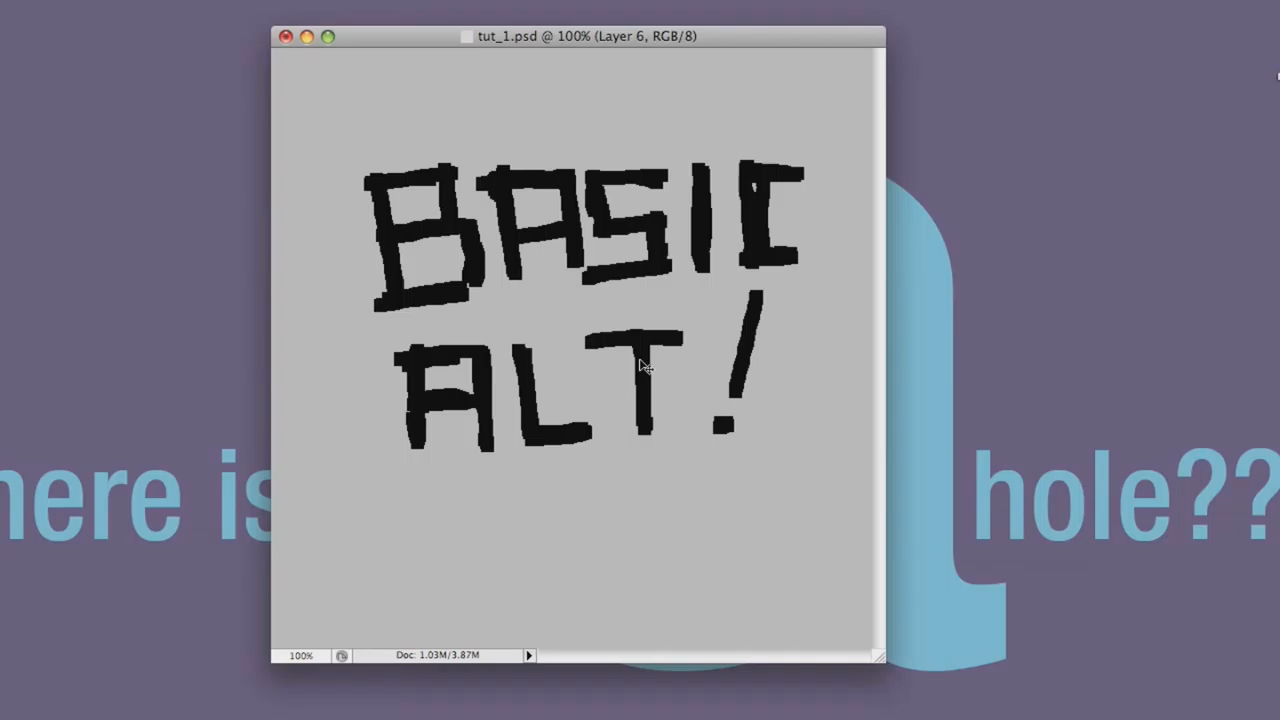 tut_1.psd @ 100% (Layer 6, RGB/8)
BASIC
ALT!
here is
hole??
100%
Doc: 1.03M/3.87M